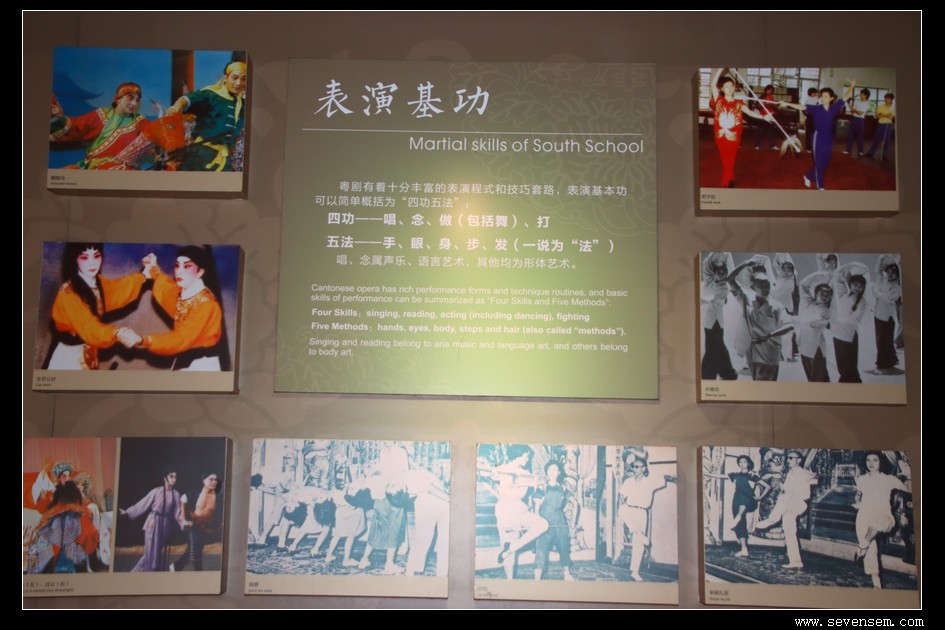 表演基功
Martial skills of South School
粤剧有着十分丰富的表演程式和技巧套路，表演基本功
可以简单概括为“四功五法”：
四功——唱、念、做（包括舞）、打
五法——手、眼、身、步、发（一说为“法”）
唱、念属声乐、语言艺术，其他均为形体艺术。
Cantonese opera has rich performance forms and technique routines, and basic
skills of performance can be summarized as "Four Skills and Five Methods":
Four Skills: singing, reading, acting (including dancing), fighting
Five Methods: hands, eyes, body, steps and hair (also called "methods").
Singing and reading belong to ana music and language art, and others belong
to body art.
www.sevensem.com